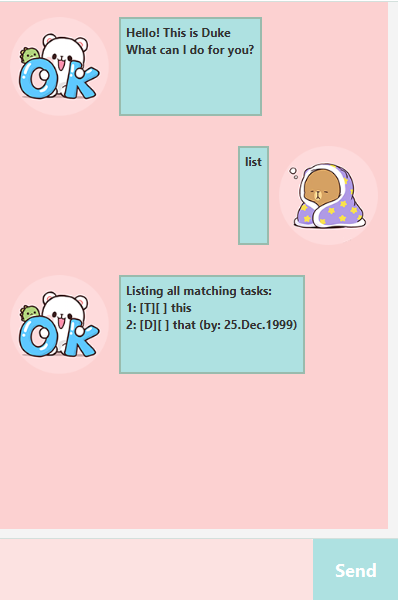 OK
Hello! This is Duke
What can I do for you?
list
OK
Listing all matching tasks:
1: [T][ ] this
2: [D][ ] that (by: 25.Dec.1999)
Send